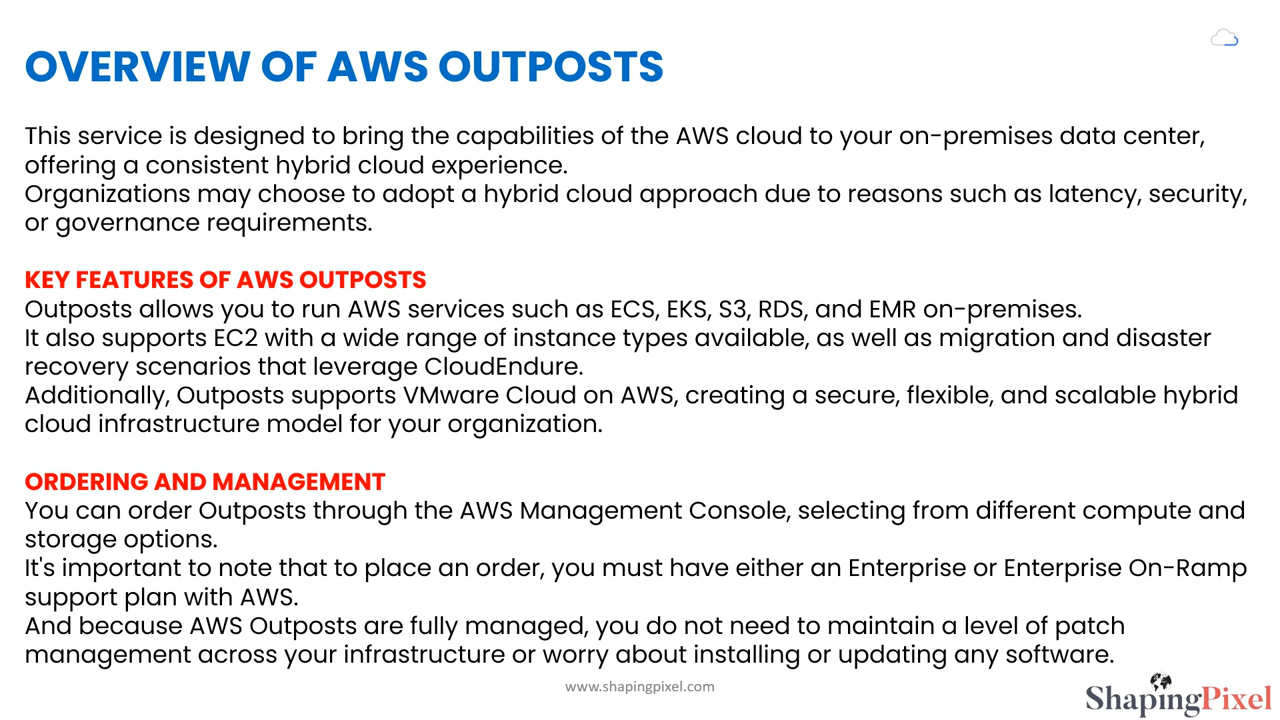 OVERVIEW OF AWS OUTPOSTS
This service is designed to bring the capabilities of the AWS cloud to your on-premises data center,
offering a consistent hybrid cloud experience.
Organizations may choose to adopt a hybrid cloud approach due to reasons such as latency, security,
or governance requirements.
KEY FEATURES OF AWS OUTPOSTS
Outposts allows you to run AWS services such as ECS, EKS, S3, RDS, and EMR on-premises.
It also supports EC2 with a wide range of instance types available, as well as migration and disaster
recovery scenarios that leverage CloudEndure.
Additionally, Outposts supports VMware Cloud on AWS, creating a secure, flexible, and scalable hybrid
cloud infrastructure model for your organization.
ORDERING AND MANAGEMENT
You can order Outposts through the AWS Management Console, selecting from different compute and
storage options.
It's important to note that to place an order, you must have either an Enterprise or Enterprise On-Ramp
support plan with AWS.
And because AWS Outposts are fully managed, you do not need to maintain a level of patch
management across your infrastructure or worry about installing or updating any software.
www.shapingpixel.com
ShapingPixel